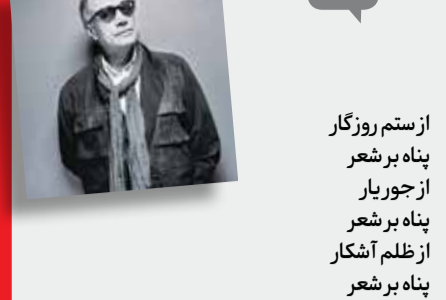 از ستم روزگار
پناه بر شعر
از جور یار
پناه بر شعر
از ظلم آشکار
پناه بر شعر